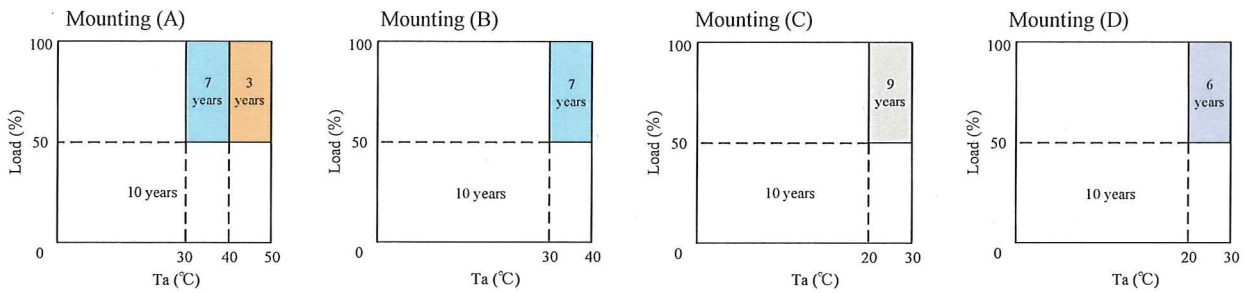 Mounting (A)
100
Load (%)
50
0
7
years
3
years
10 years
30
40
50
Ta (℃)
Mounting (B)
100
Load (%)
50
0
7
years
10 years
30
40
Ta (℃)
Mounting (C)
100
Load (%)
50
0
9
years
10 years
20
30
Ta (℃)
Mounting (D)
100
Load (%)
50
0
6
years
10 years
20
30
Ta (℃)